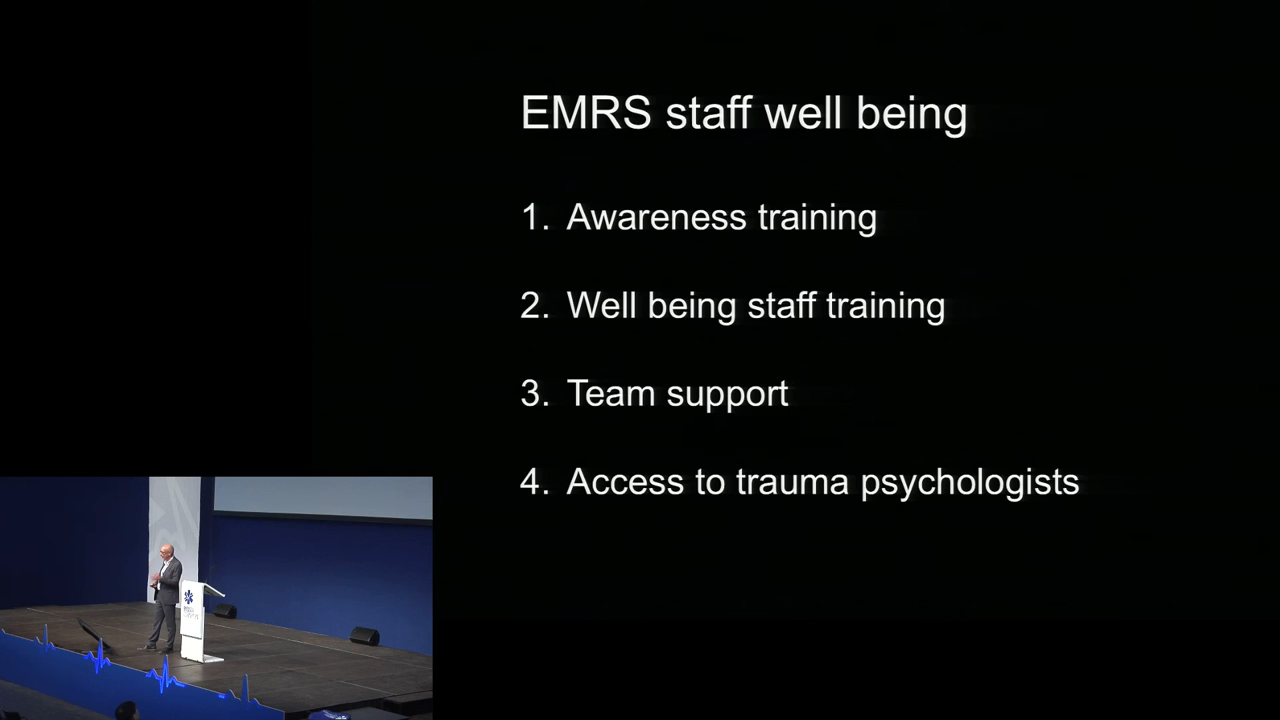 EMRS staff well being
1. Awareness training
2. Well being staff training
3. Team support
4. Access to trauma psychologists